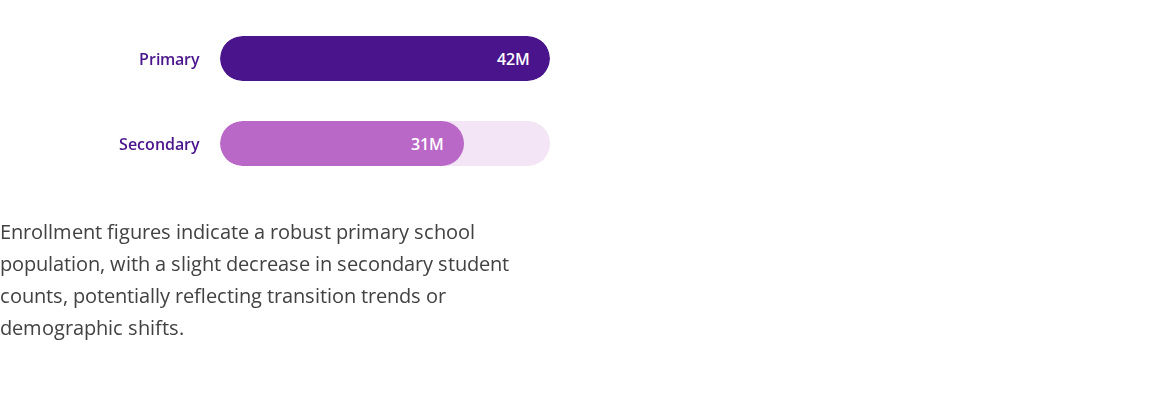 Primary 42M
Secondary 31M
Enrollment figures indicate a robust primary school
population, with a slight decrease in secondary student
counts, potentially reflecting transition trends or
demographic shifts.